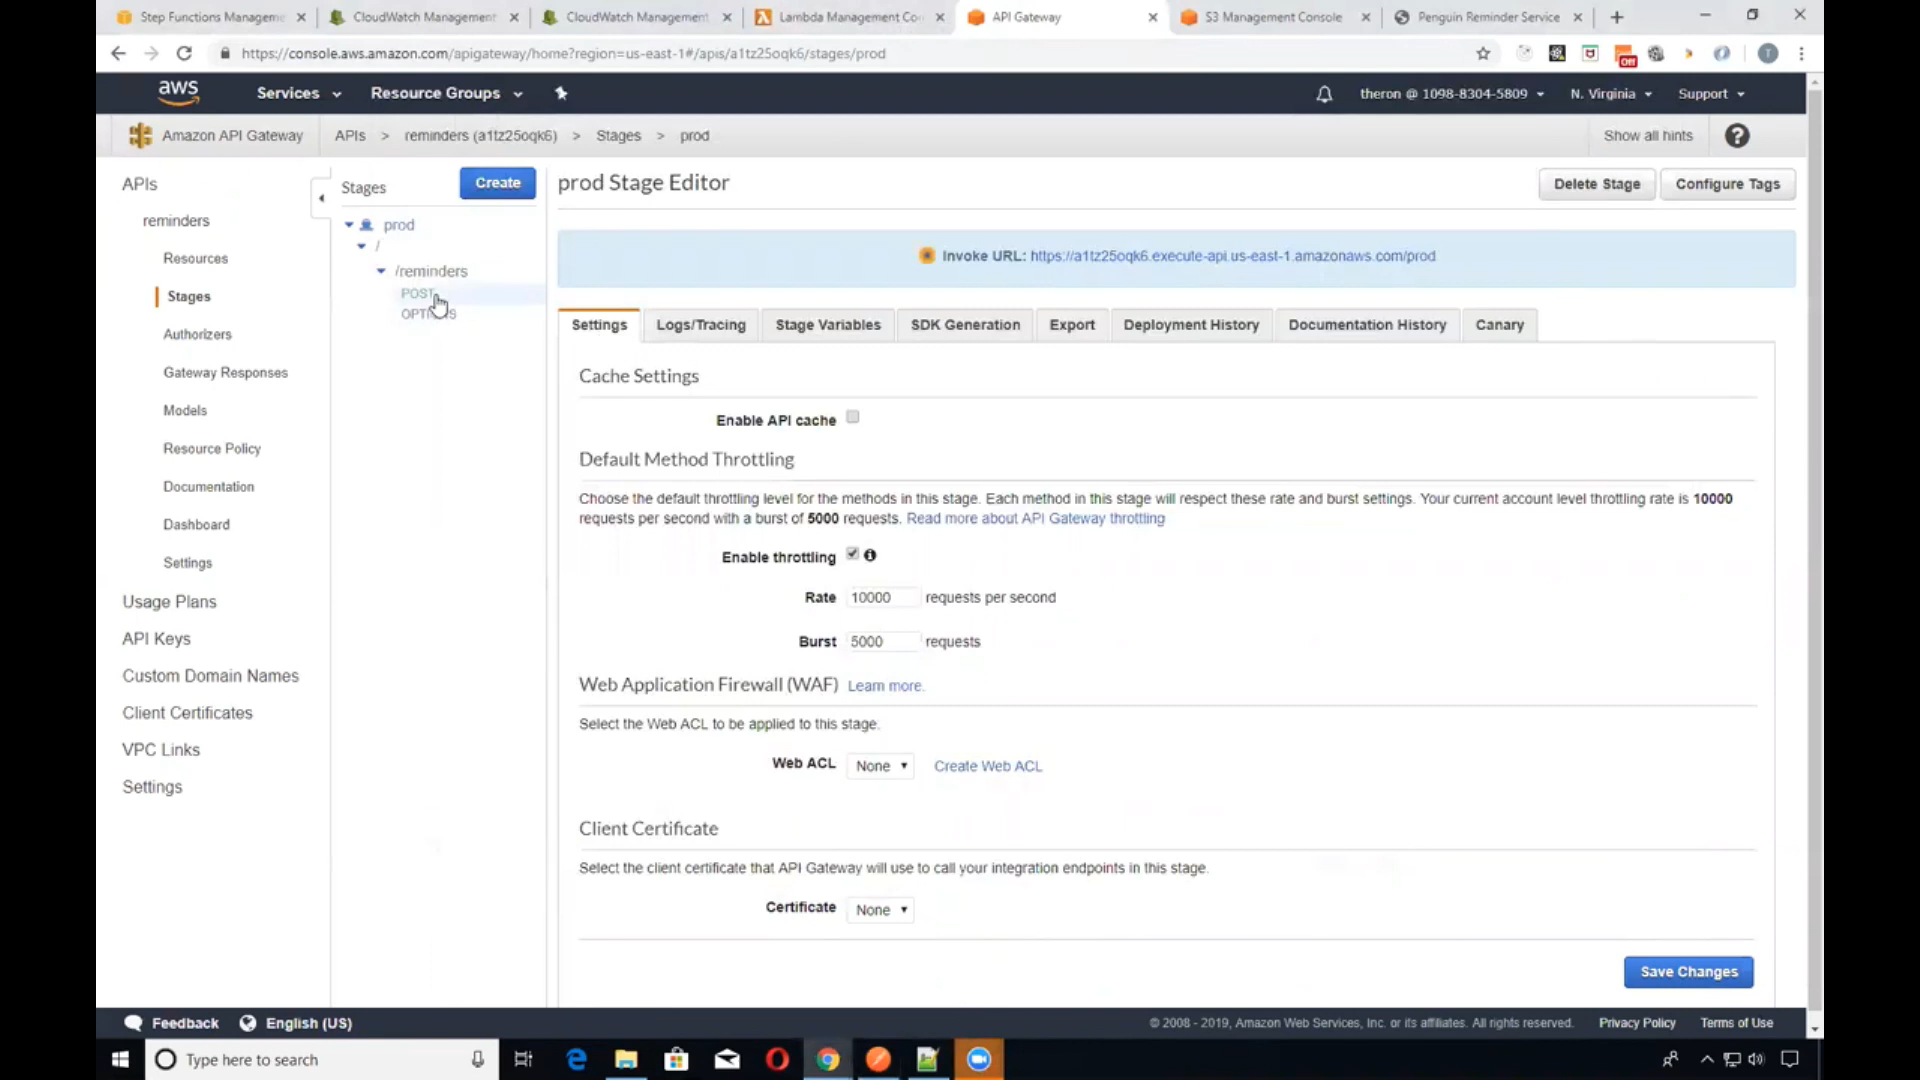 Step Functions Manageme
CloudWatch Management
CloudWatch Management
Lambda Management Co
API Gateway
S3 Management Console
Penguin Reminder Service
https://console.aws.amazon.com/apigateway/home?region=us-east-1#/apis/a1tz25oqk6/stages/prod
Off
T
aws
Services
Resource Groups
theron @ 1098-8304-5809
N. Virginia
Support
Amazon API Gateway
APIs > reminders (a1tz25oqk6) > Stages > prod
Show all hints
?
APIs
reminders
Resources
Stages
Authorizers
Gateway Responses
Models
Resource Policy
Documentation
Dashboard
Settings
Usage Plans
API Keys
Custom Domain Names
Client Certificates
VPC Links
Settings
Stages
Create
prod
/
/reminders
POST
prod Stage Editor
Delete Stage
Configure Tags
Invoke URL: https://a1tz25oqk6.execute-api.us-east-1.amazonaws.com/prod
Settings
Logs/Tracing
Stage Variables
SDK Generation
Export
Deployment History
Documentation History
Canary
Cache Settings
Enable API cache
Default Method Throttling
Choose the default throttling level for the methods in this stage. Each method in this stage will respect these rate and burst settings. Your current account level throttling rate is 10000
requests per second with a burst of 5000 requests. Read more about API Gateway throttling
Enable throttling
Rate 10000 requests per second
Burst 5000 requests
Web Application Firewall (WAF) Learn more.
Select the Web ACL to be applied to this stage.
Web ACL None Create Web ACL
Client Certificate
Select the client certificate that API Gateway will use to call your integration endpoints in this stage.
Certificate None
Save Changes
Feedback
English (US)
© 2008 - 2019, Amazon Web Services, Inc. or its affiliates. All rights reserved.
Privacy Policy
Terms of Use
Type here to search